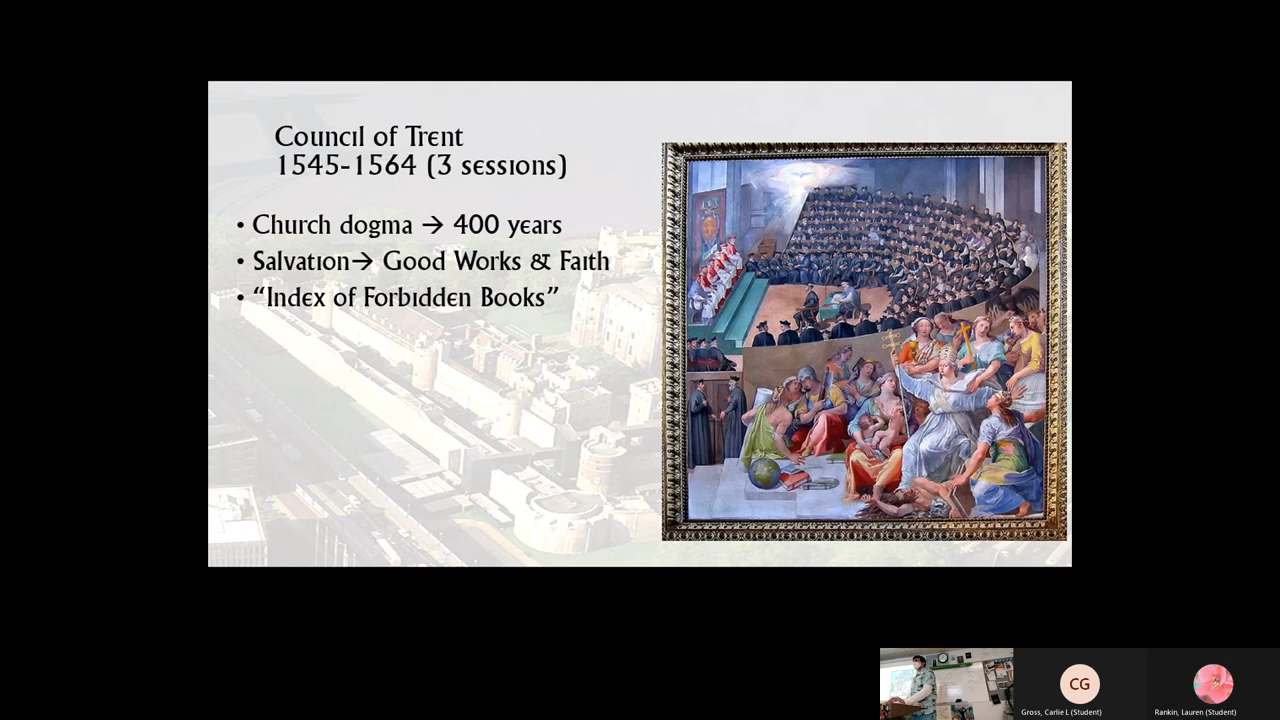 Council of Trent
1545-1564 (3 sessions)
• Church dogma → 400 years
• Salvation→ Good Works & Faith
• “Index of Forbidden Books”
CG
Gross, Carlie L (Student)
Rankin, Lauren (Student)